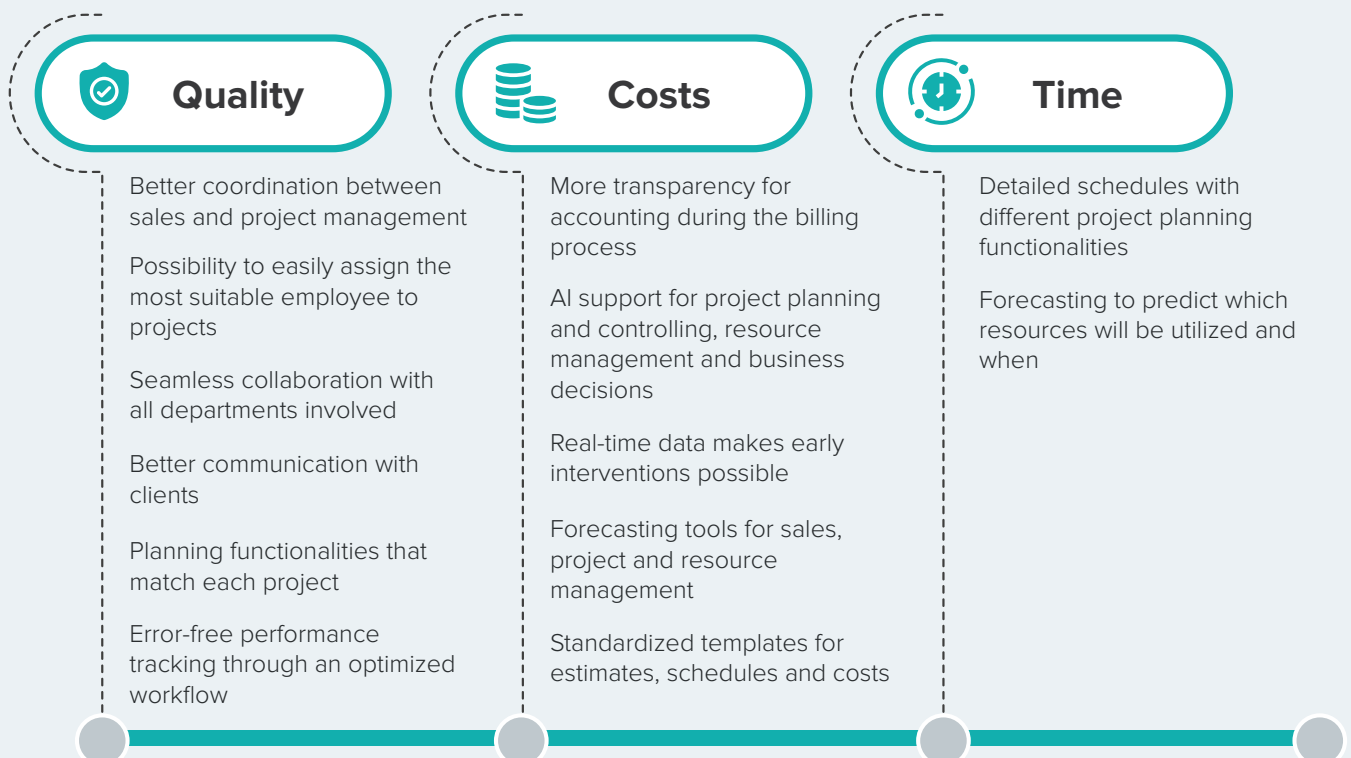 Quality
Better coordination between
sales and project management
Possibility to easily assign the
most suitable employee to
projects
Seamless collaboration with
all departments involved
Better communication with
clients
Planning functionalities that
match each project
Error-free performance
tracking through an optimized
workflow
Costs
More transparency for
accounting during the billing
process
AI support for project planning
and controlling, resource
management and business
decisions
Real-time data makes early
interventions possible
Forecasting tools for sales,
project and resource
management
Standardized templates for
estimates, schedules and costs
Time
Detailed schedules with
different project planning
functionalities
Forecasting to predict which
resources will be utilized and
when